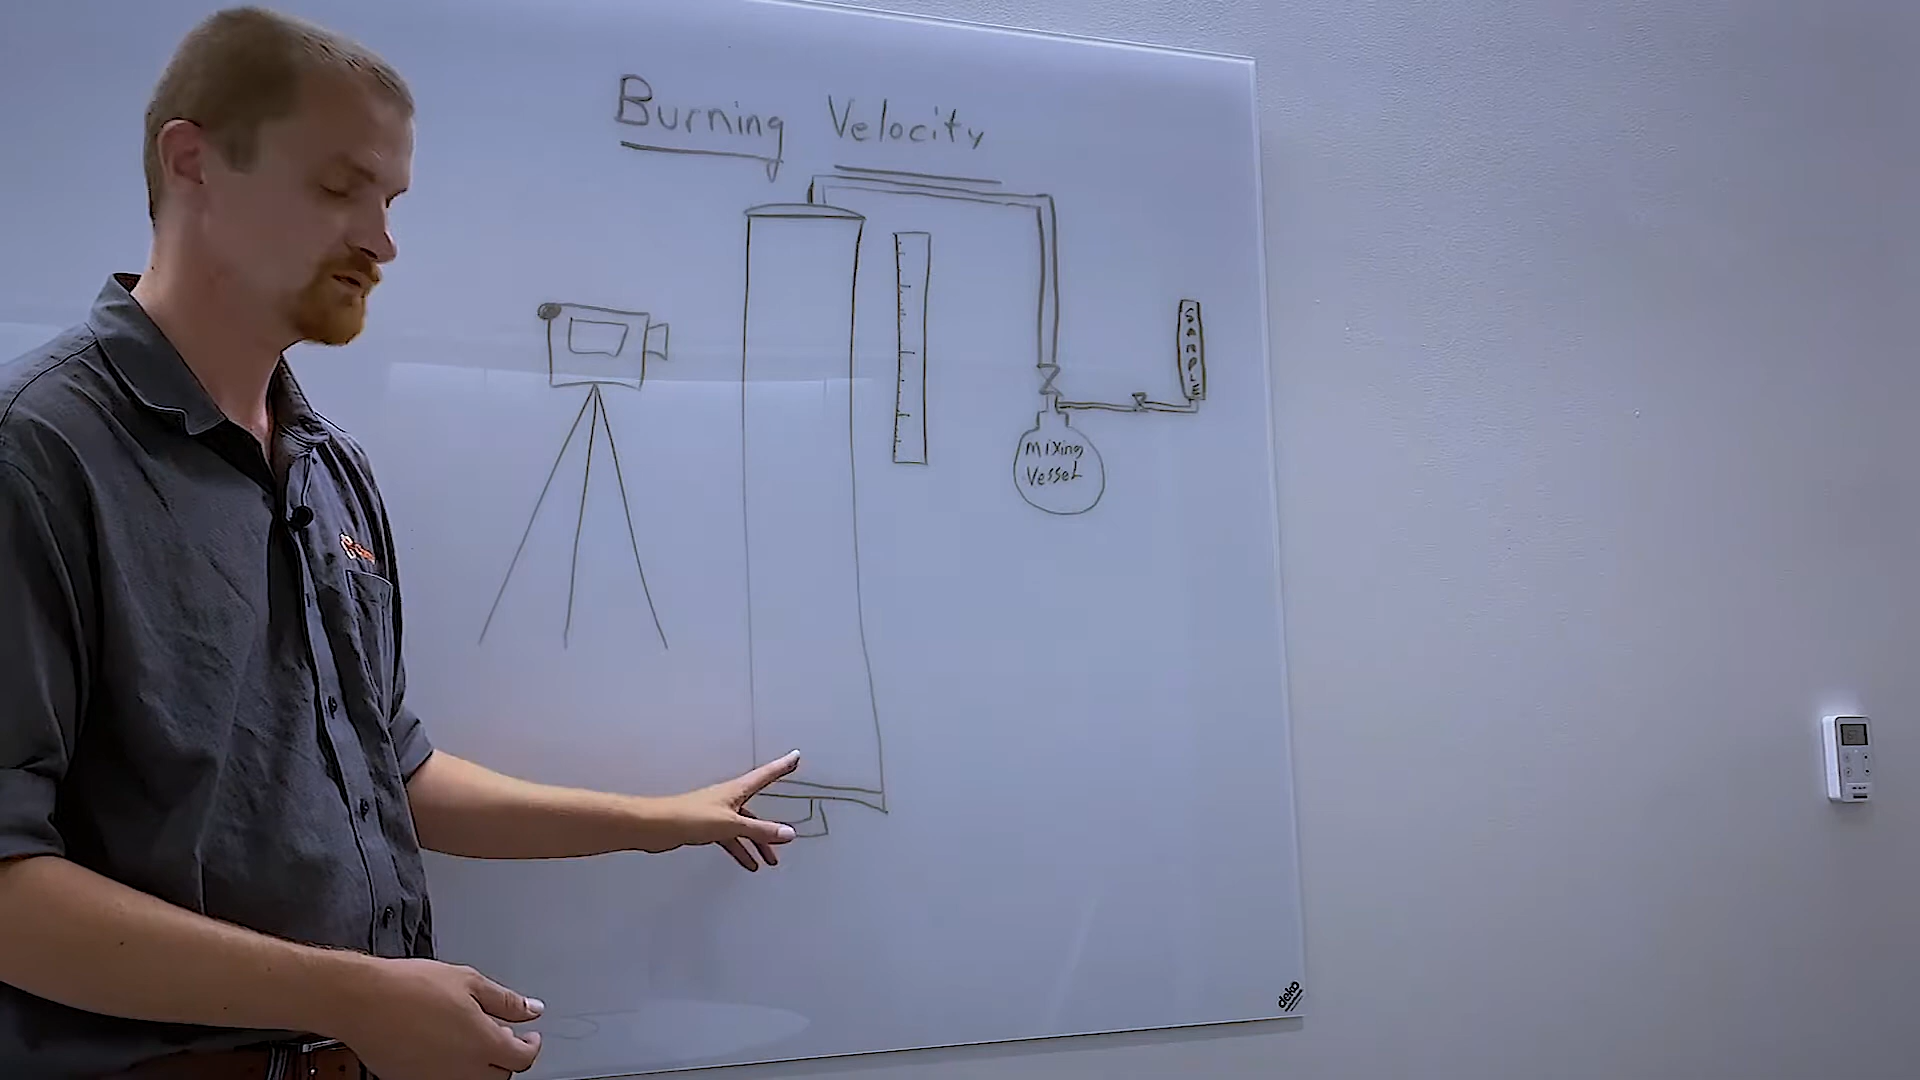 Burning Velocity
SAMPLE
Mixing
Vessel
deko